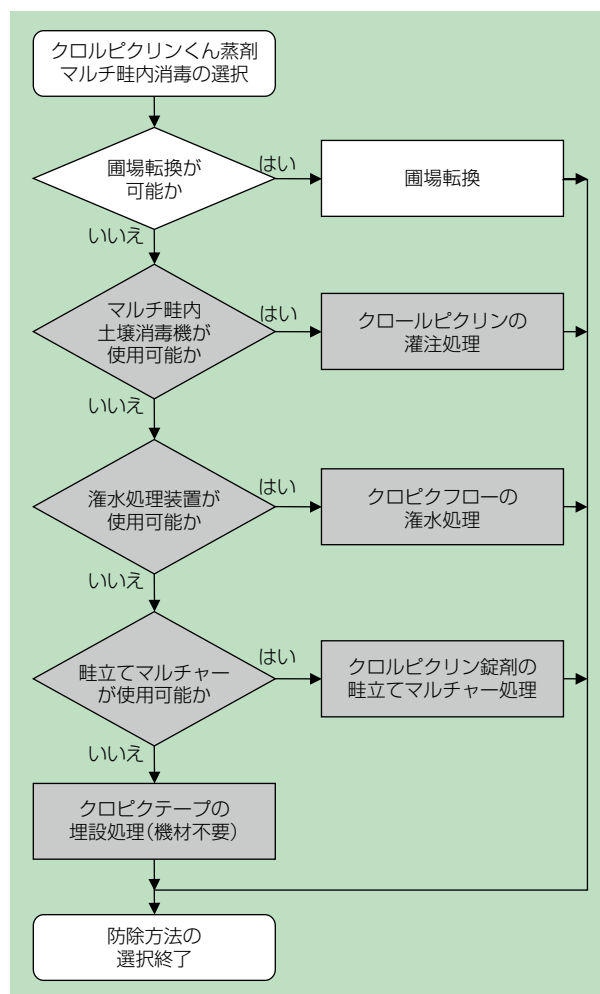 クロルピクリンくん蒸剤
マルチ畦内消毒の選択
圃場転換が
可能か
はい
圃場転換
いいえ
マルチ畦内
土壌消毒機が
使用可能か
はい
クロールピクリンの
灌注処理
いいえ
潅水処理装置が
使用可能か
はい
クロピクフローの
潅水処理
いいえ
畦立てマルチャー
が使用可能か
はい
クロルピクリン錠剤の
畦立てマルチャー処理
いいえ
クロピクテープの
埋設処理(機材不要)
防除方法の
選択終了